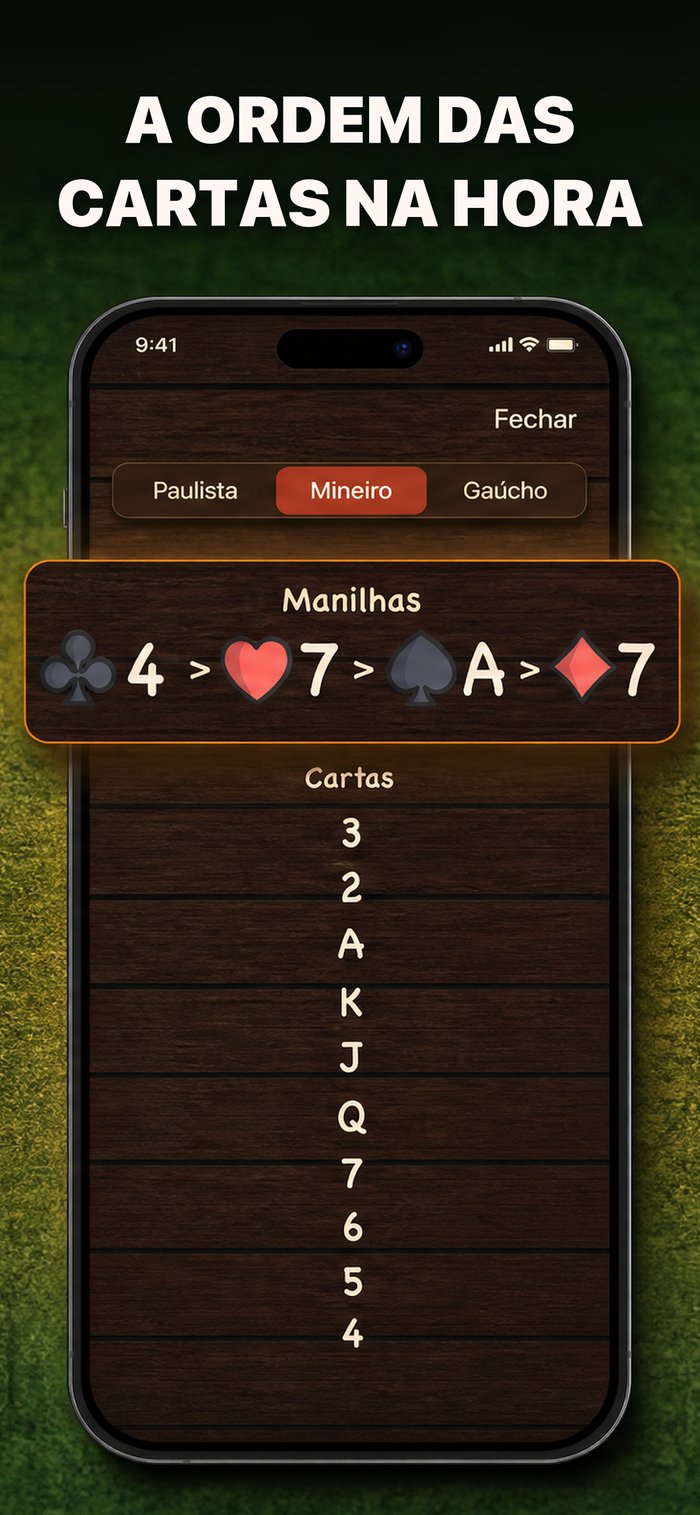 A ORDEM DAS
CARTAS NA HORA
9:41
Fechar
Paulista Mineiro Gaúcho
Manilhas
4 > 7 > A > 7
Cartas
3
2
A
K
J
Q
7
6
5
4